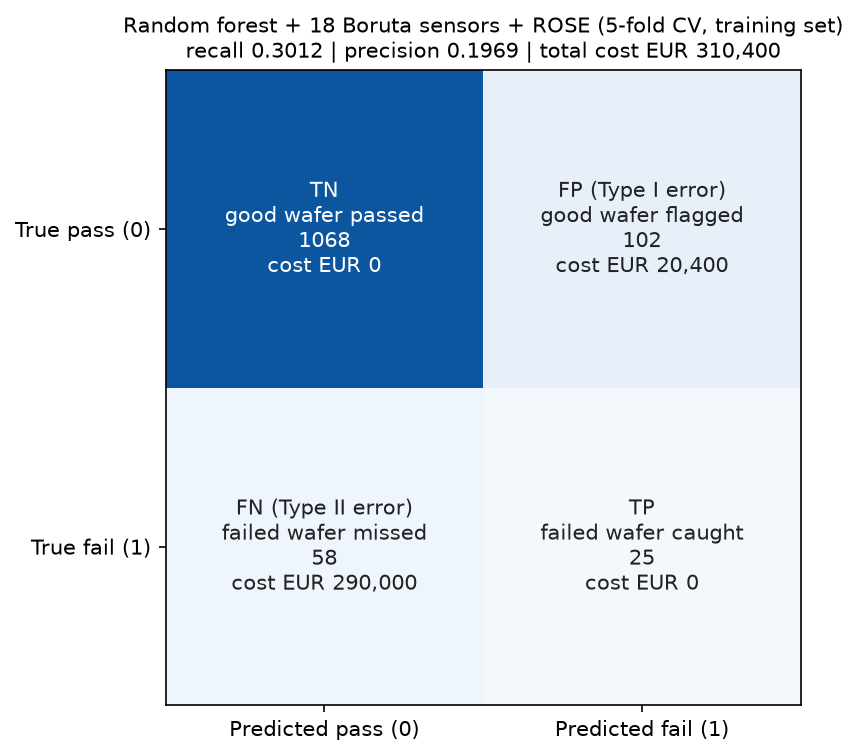 Random forest + 18 Boruta sensors + ROSE (5-fold CV, training set)
recall 0.3012 | precision 0.1969 | total cost EUR 310,400
True pass (0)
TN
good wafer passed
1068
cost EUR 0
FP (Type I error)
good wafer flagged
102
cost EUR 20,400
True fail (1)
FN (Type II error)
failed wafer missed
58
cost EUR 290,000
TP
failed wafer caught
25
cost EUR 0
Predicted pass (0)
Predicted fail (1)